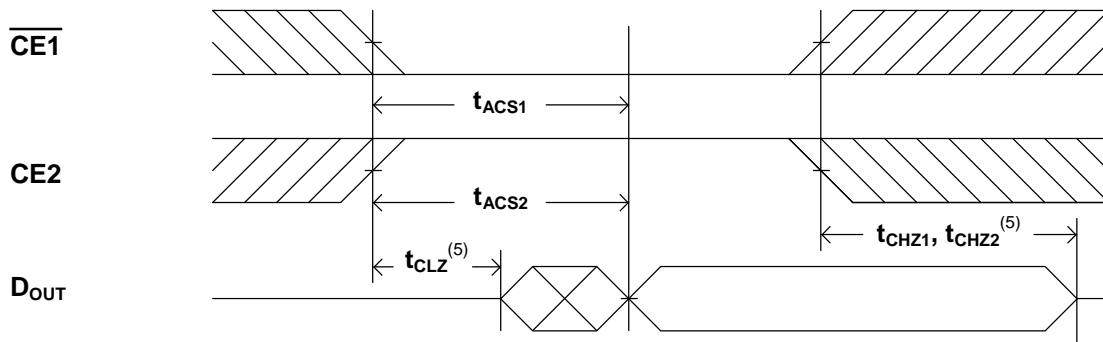 CE1
tACS1
CE2
tACS2
tCHZ1, tCHZ2(5)
tCLZ(5)
DOUT